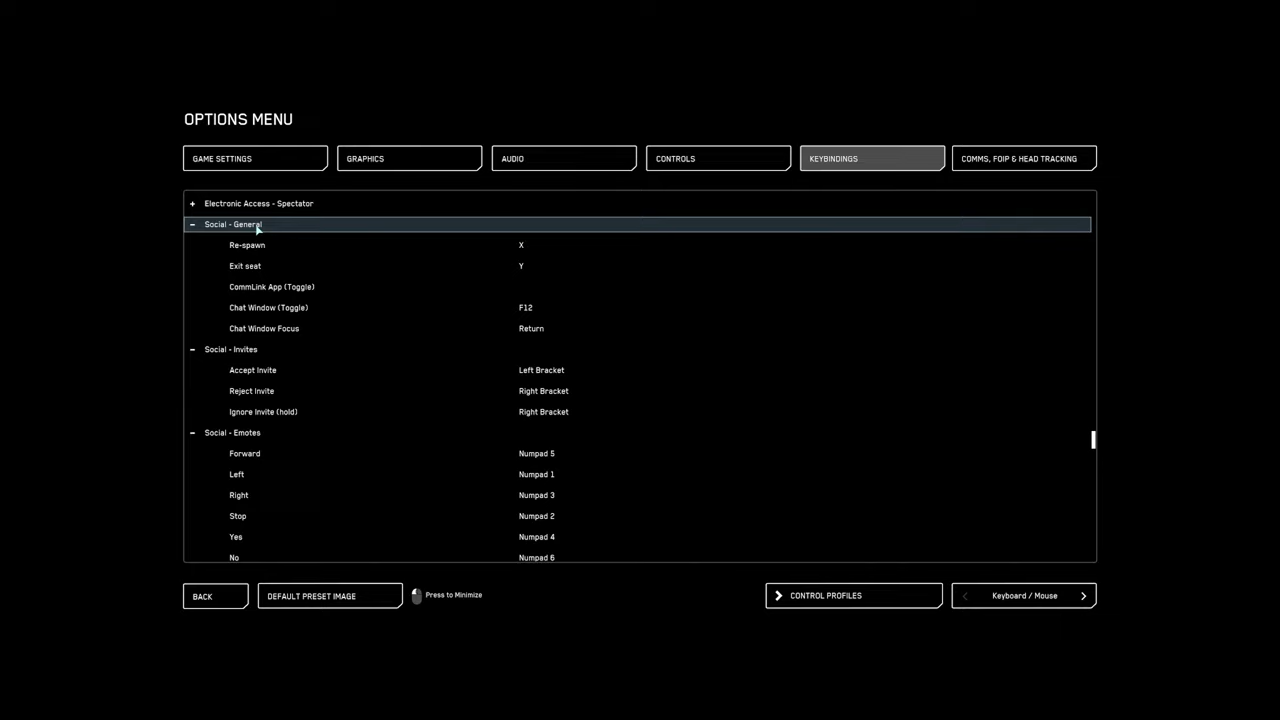 OPTIONS MENU
GAME SETTINGS GRAPHICS AUDIO CONTROLS KEYBINDINGS COMMS, FOIP & HEAD TRACKING
+ Electronic Access - Spectator
- Social - General
Re-spawn X
Exit seat Y
CommLink App (Toggle)
Chat Window (Toggle) F12
Chat Window Focus Return
- Social - Invites
Accept Invite Left Bracket
Reject Invite Right Bracket
Ignore Invite (hold) Right Bracket
- Social - Emotes
Forward Numpad 5
Left Numpad 1
Right Numpad 3
Stop Numpad 2
Yes Numpad 4
No Numpad 6
BACK DEFAULT PRESET IMAGE Press to Minimize CONTROL PROFILES Keyboard / Mouse